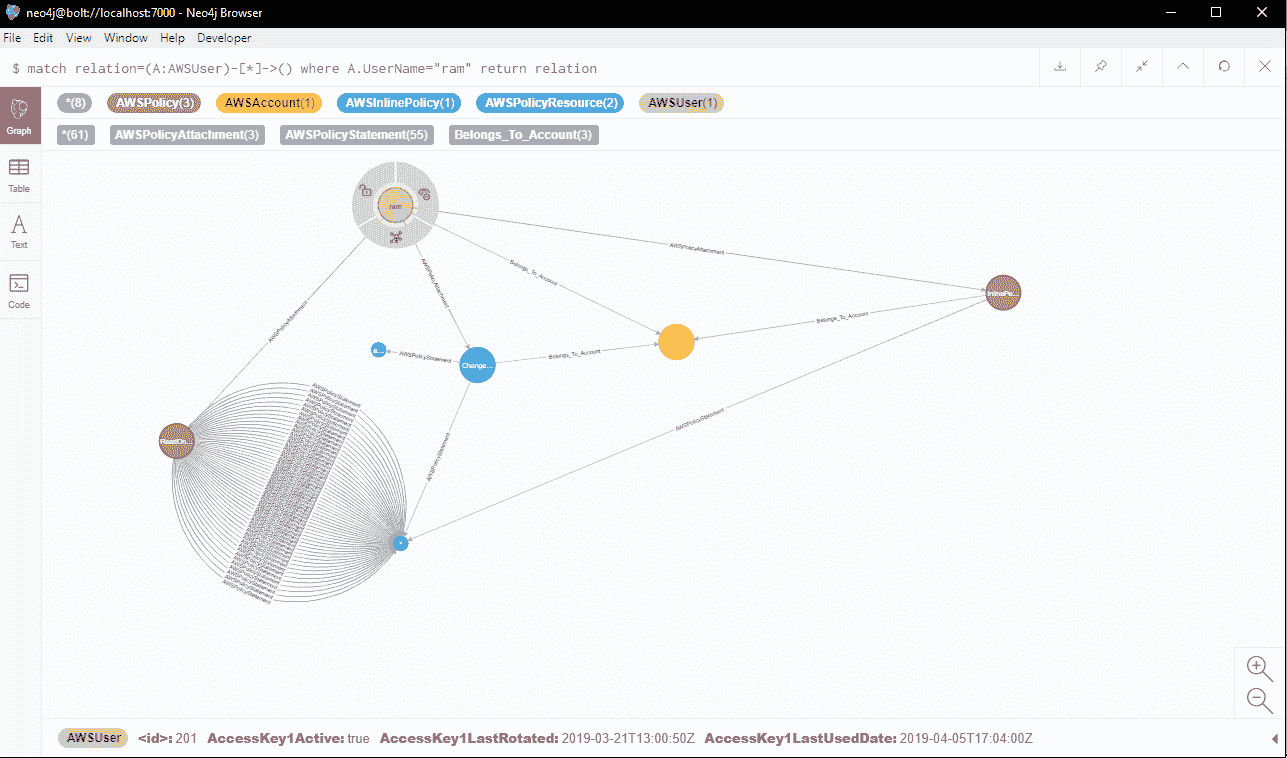 neo4j@bolt://localhost:7000 - Neo4j Browser
File Edit View Window Help Developer
$ match relation=(A:AWSUser)-[*]->() where A.UserName="ram" return relation
*(8) AWSPolicy(3) AWSAccount(1) AWSInlinePolicy(1) AWSPolicyResource(2) AWSUser(1)
*(61) AWSPolicyAttachment(3) AWSPolicyStatement(55) Belongs_To_Account(3)
Graph
Table
Text
Code
ram
AWSPolicyAttachment
AWSPolicyAttachment
Belongs_To_Account
AWSPolicyAttachment
InlinePo...
Belongs_To_Account
a...
AWSPolicyStatement
Change...
Belongs_To_Account
AWSPolicyStatement
AWSPolicyStatement
ReadOn...
AWSPolicyStatement
AWSPolicyStatement
*
AWSUser <id>: 201 AccessKey1Active: true AccessKey1LastRotated: 2019-03-21T13:00:50Z AccessKey1LastUsedDate: 2019-04-05T17:04:00Z